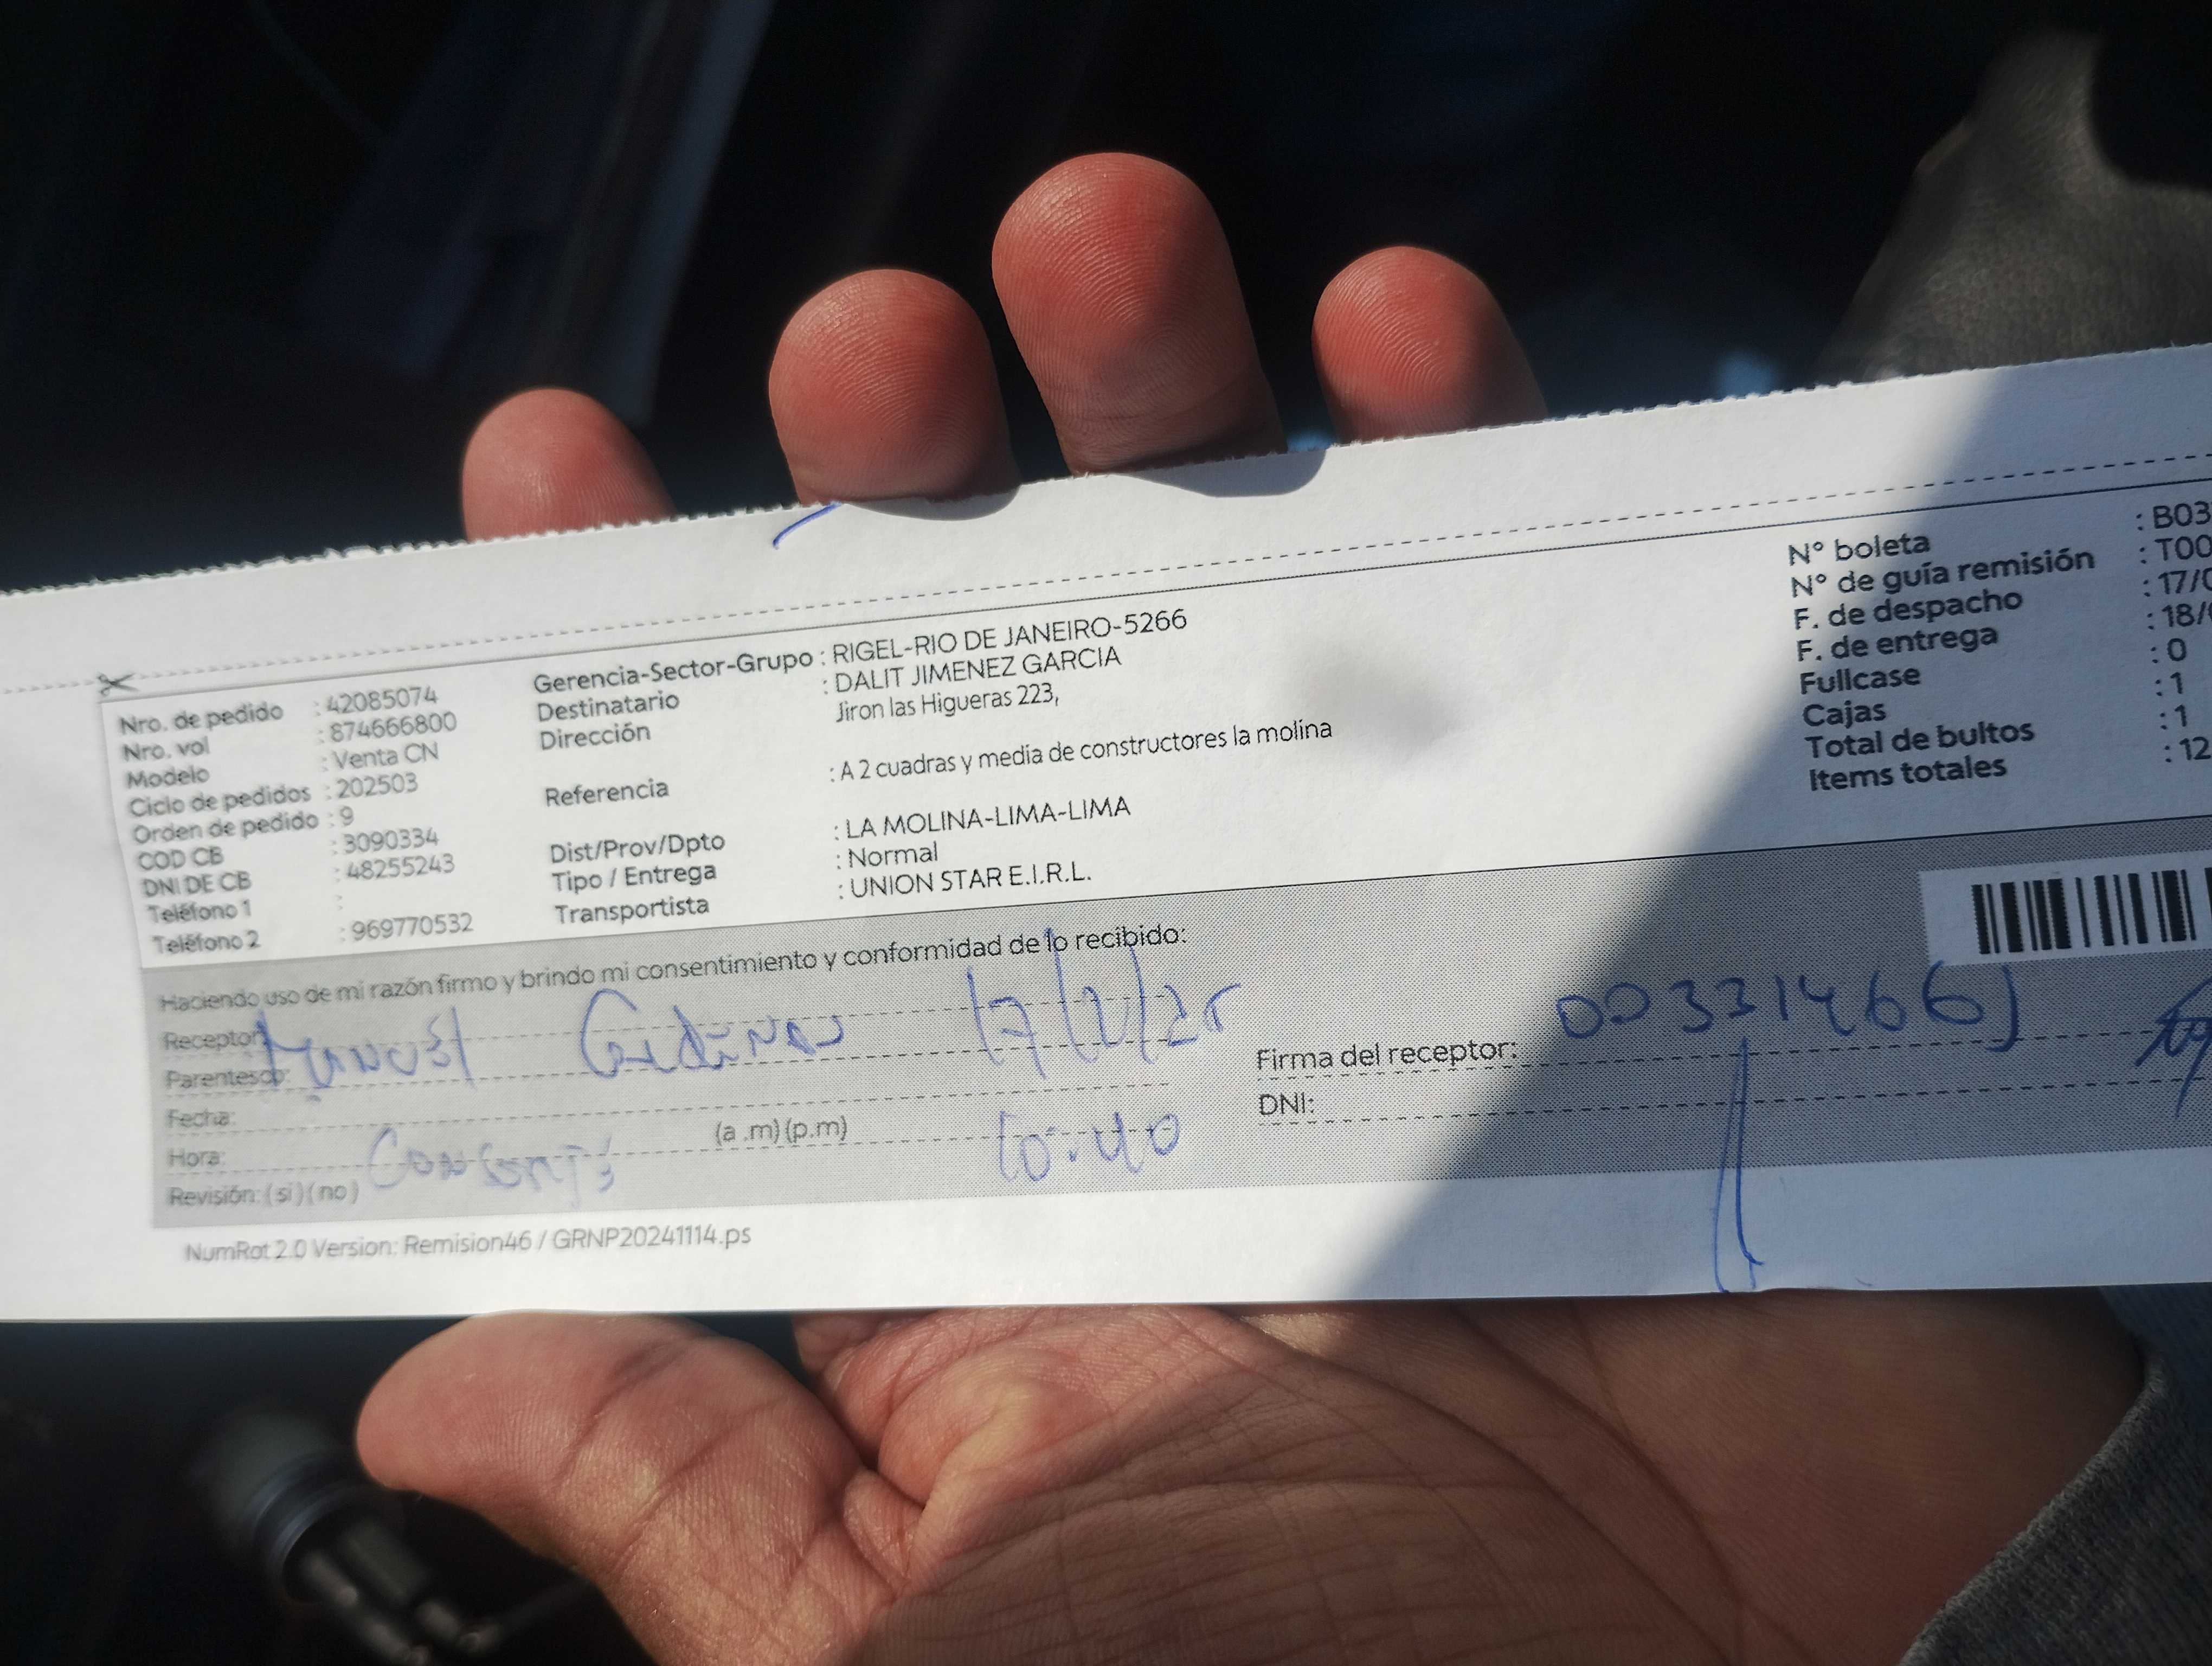 Nro. de pedido : 42085074
Nro. vol : 874666800
Modelo : Venta CN
Ciclo de pedidos : 202503
Orden de pedido : 9
COD CB : 3090334
DNI DE CB : 48255243
Teléfono 1 :
Teléfono 2 : 969770532
Gerencia-Sector-Grupo : RIGEL-RIO DE JANEIRO-5266
Destinatario : DALIT JIMENEZ GARCIA
Dirección Jiron las Higueras 223,
Referencia : A 2 cuadras y media de constructores la molina
Dist/Prov/Dpto : LA MOLINA-LIMA-LIMA
Tipo / Entrega : Normal
Transportista : UNION STAR E.I.R.L.
N° boleta : B03
N° de guía remisión : T00
F. de despacho : 17/0
F. de entrega : 18/
Fullcase : 0
Cajas : 1
Total de bultos : 1
Items totales : 12
Haciendo uso de mi razón firmo y brindo mi consentimiento y conformidad de lo recibido:
Receptor:
Manuel
Parentesco:
Fecha:
Hora: (a .m) (p.m) 10:40
Revisión: ( si ) ( no )
Firma del receptor:
DNI:
NumRot 2.0 Version: Remision46 / GRNP20241114.ps